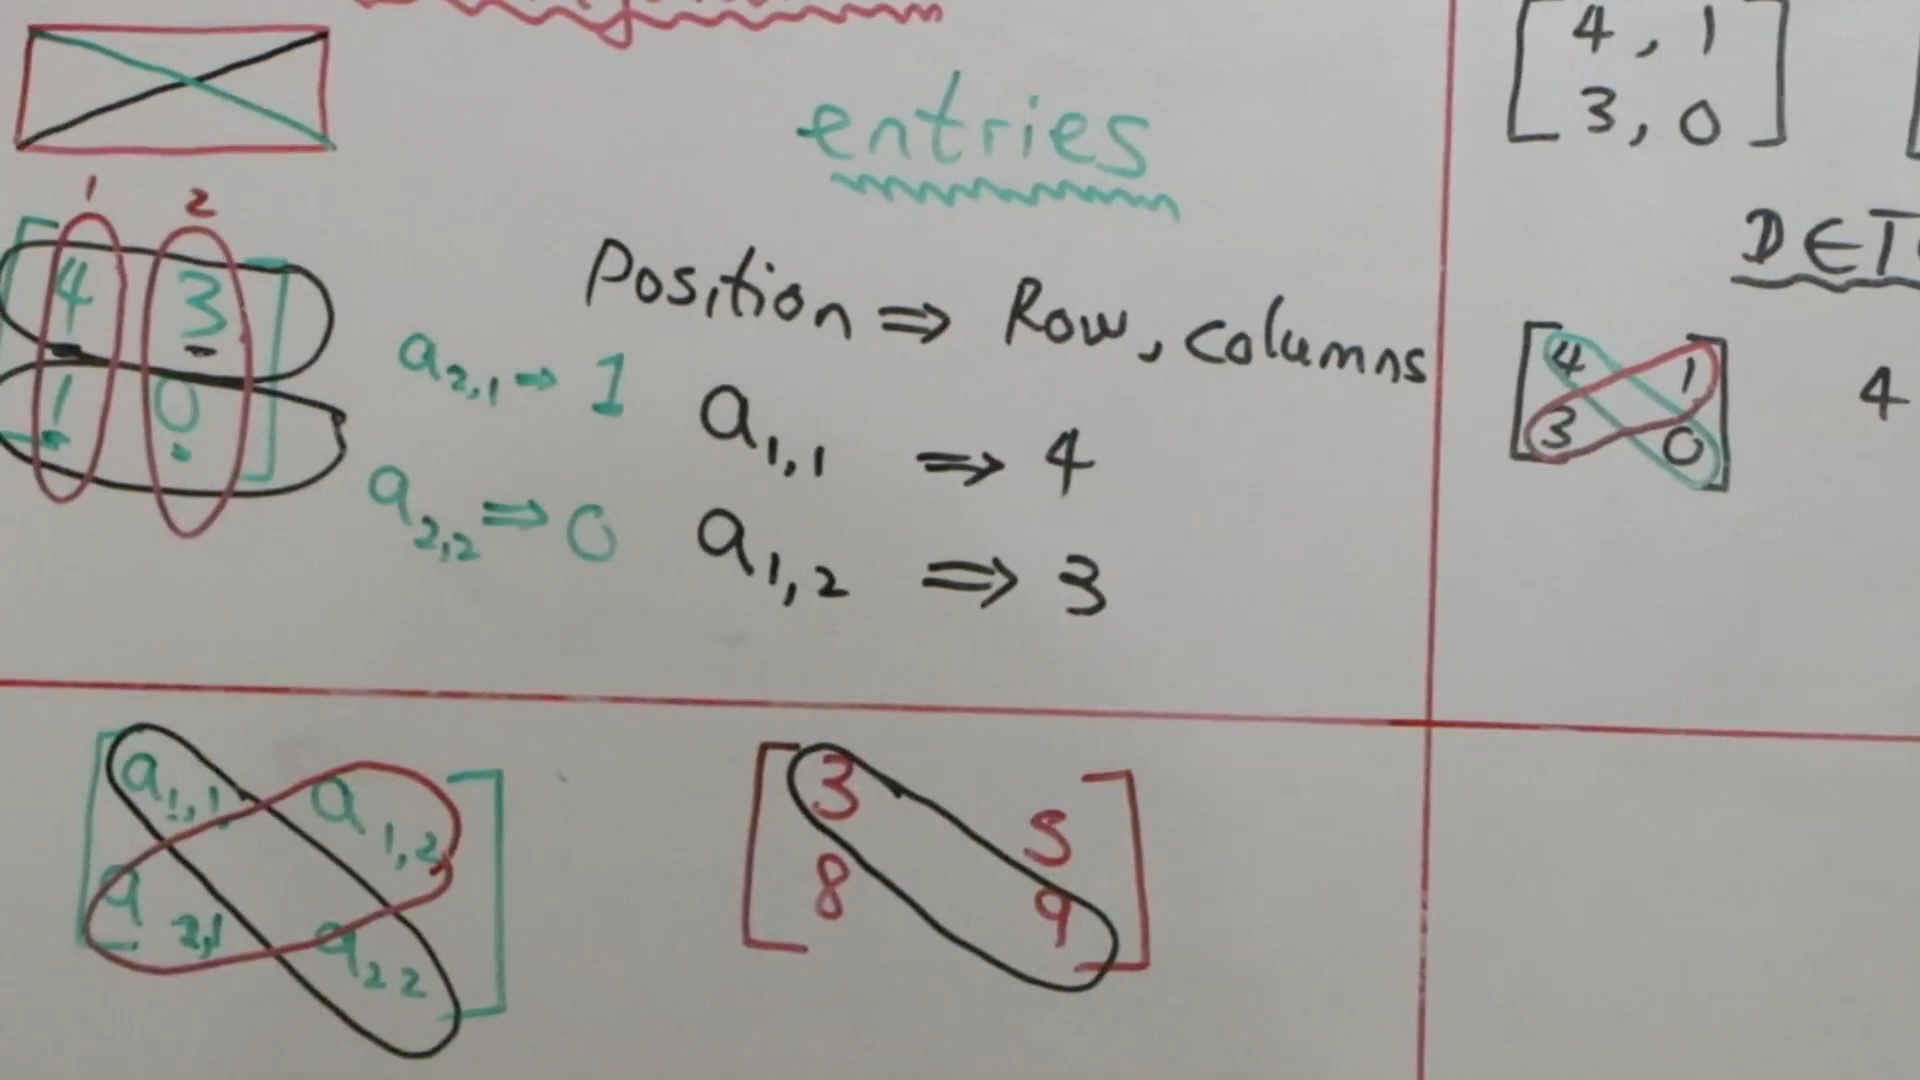 entries
1 2
4 3
1 0
Position ⇒ Row, columns
a2,1 → 1
a2,2 ⇒ 0
a1,1 ⇒ 4
a1,2 ⇒ 3
4, 1
3, 0
DET
4 1
3 0
4
a1,1 a1,2
a2,1 a22
3 5
8 9